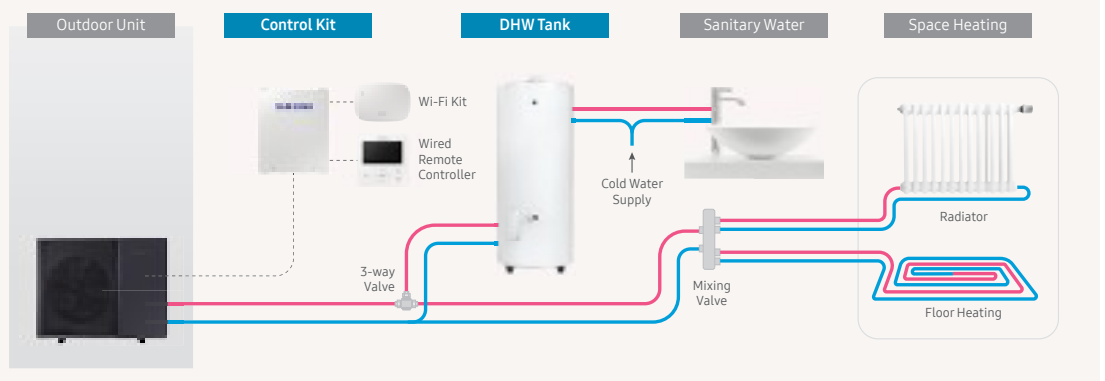 Outdoor Unit
Control Kit
DHW Tank
Sanitary Water
Space Heating
Wi-Fi Kit
Wired
Remote
Controller
Cold Water
Supply
Radiator
3-way
Valve
Mixing
Valve
Floor Heating